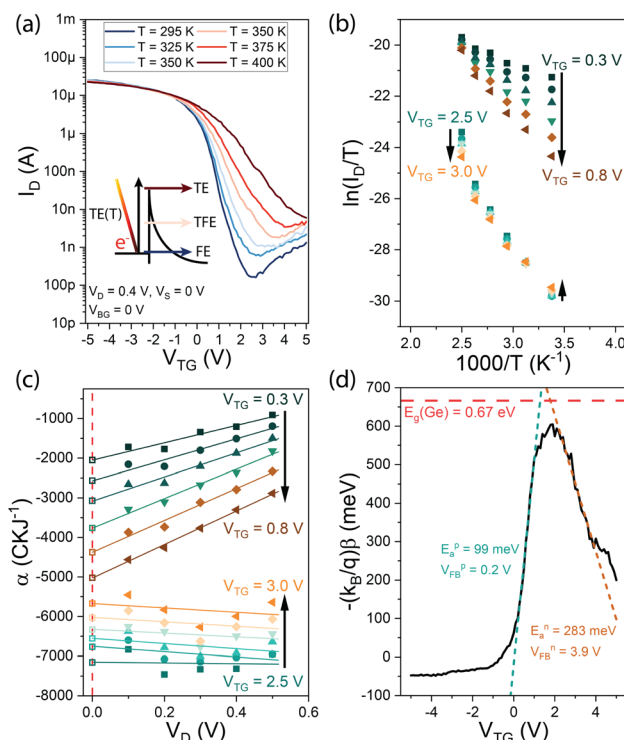 (a)
1m
100µ
10µ
1µ
100n
10n
1n
100p
10p
I_D (A)
T = 295 K
T = 350 K
T = 325 K
T = 375 K
T = 350 K
T = 400 K
TE
TE(T)
TFE
e⁻
FE
V_D = 0.4 V, V_S = 0 V
V_BG = 0 V
-5 -4 -3 -2 -1 0 1 2 3 4 5
V_TG (V)
(b)
-20
-22
-24
-26
-28
-30
ln(I_D/T)
V_TG = 0.3 V
V_TG = 2.5 V
V_TG = 3.0 V
V_TG = 0.8 V
2.0 2.5 3.0 3.5 4.0
1000/T (K⁻¹)
(c)
-1000
-2000
-3000
-4000
-5000
-6000
-7000
-8000
α (CKJ⁻¹)
V_TG = 0.3 V
V_TG = 0.8 V
V_TG = 3.0 V
V_TG = 2.5 V
0.0 0.1 0.2 0.3 0.4 0.5 0.6
V_D (V)
(d)
700
600
500
400
300
200
100
0
-100
-(k_B/q)β (meV)
E_g(Ge) = 0.67 eV
E_a^p = 99 meV
V_FB^p = 0.2 V
E_a^n = 283 meV
V_FB^n = 3.9 V
-4 -2 0 2 4
V_TG (V)